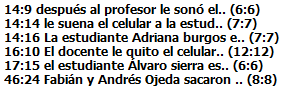 14:9 después al profesor le sonó el.. (6:6)
14:14 le suena el celular a la estud.. (7:7)
14:16 La estudiante Adriana burgos e.. (7:7)
16:10 El docente le quito el celular.. (12:12)
17:15 el estudiante Álvaro sierra es.. (6:6)
46:24 Fabián y Andrés Ojeda sacaron .. (8:8)